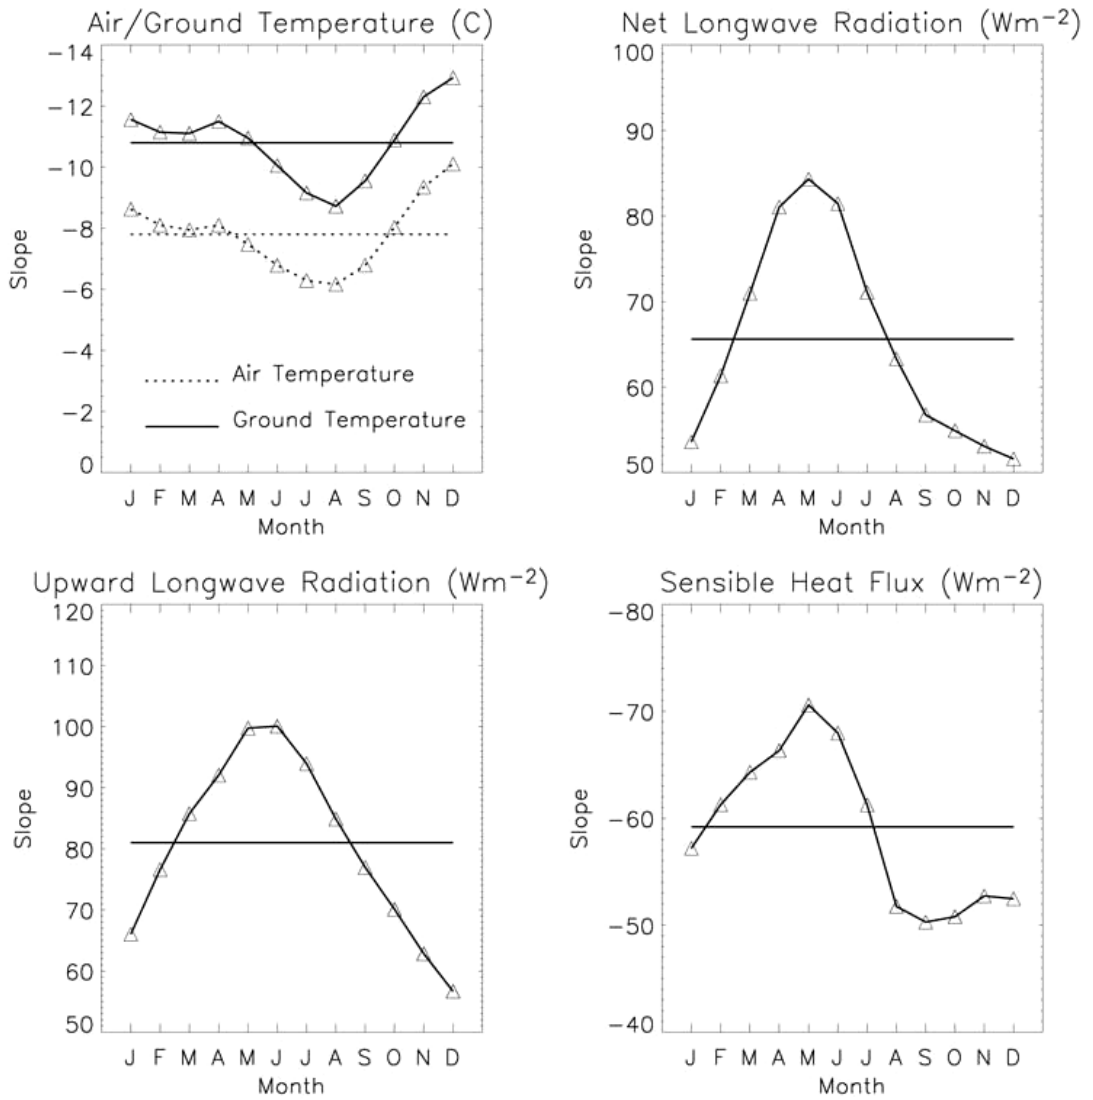 Air/Ground Temperature (C)
-14
-12
-10
-8
-6
-4
-2
0
Slope
Air Temperature
Ground Temperature
J F M A M J J A S O N D
Month
Net Longwave Radiation (Wm-2)
100
90
80
70
60
50
Slope
J F M A M J J A S O N D
Month
Upward Longwave Radiation (Wm-2)
120
110
100
90
80
70
60
50
Slope
J F M A M J J A S O N D
Month
Sensible Heat Flux (Wm-2)
-80
-70
-60
-50
-40
Slope
J F M A M J J A S O N D
Month